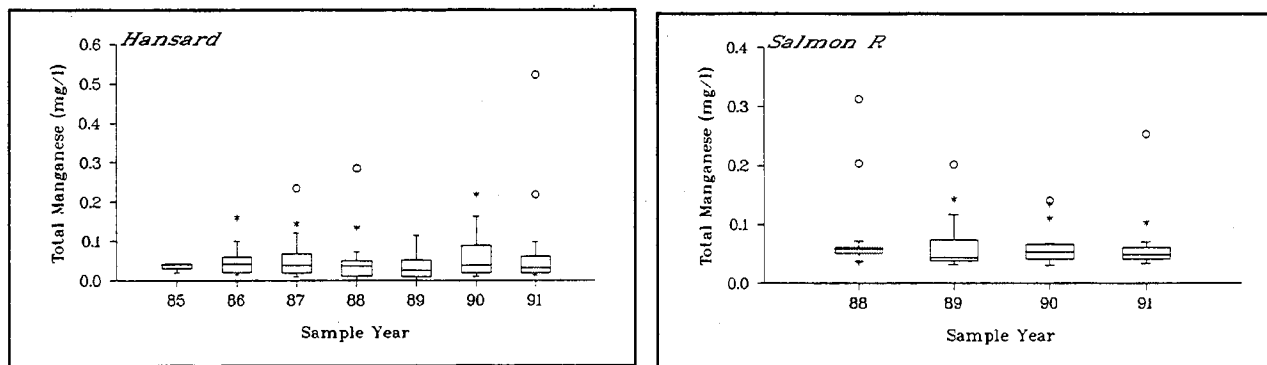 Hansard
Total Manganese (mg/l)
0.6
0.5
0.4
0.3
0.2
0.1
0.0
85 86 87 88 89 90 91
Sample Year
Salmon R
Total Manganese (mg/l)
0.4
0.3
0.2
0.1
0.0
88 89 90 91
Sample Year